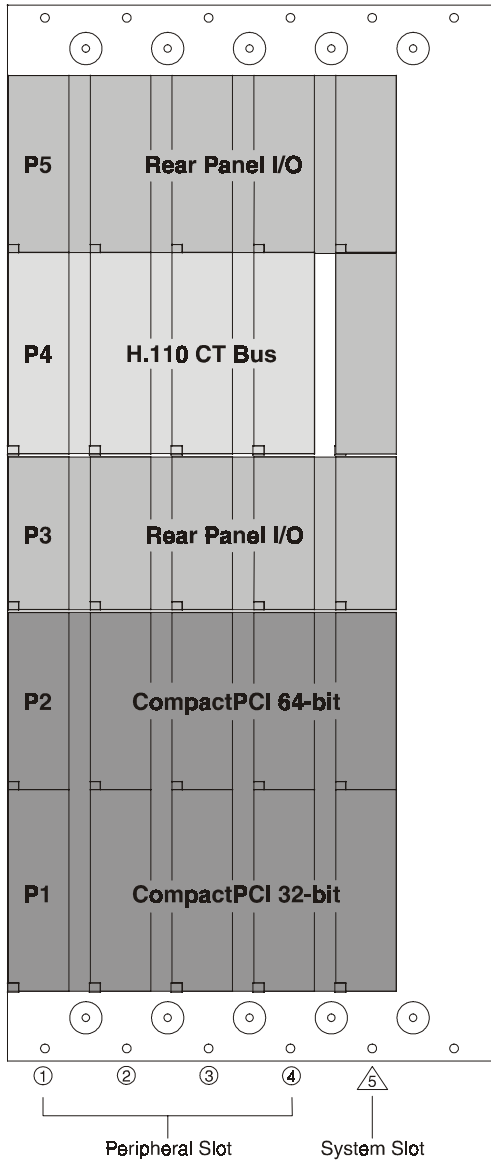 P5 Rear Panel I/O
P4 H.110 CT Bus
P3 Rear Panel I/O
P2 CompactPCI 64-bit
P1 CompactPCI 32-bit
1 2 3 4 5
Peripheral Slot System Slot